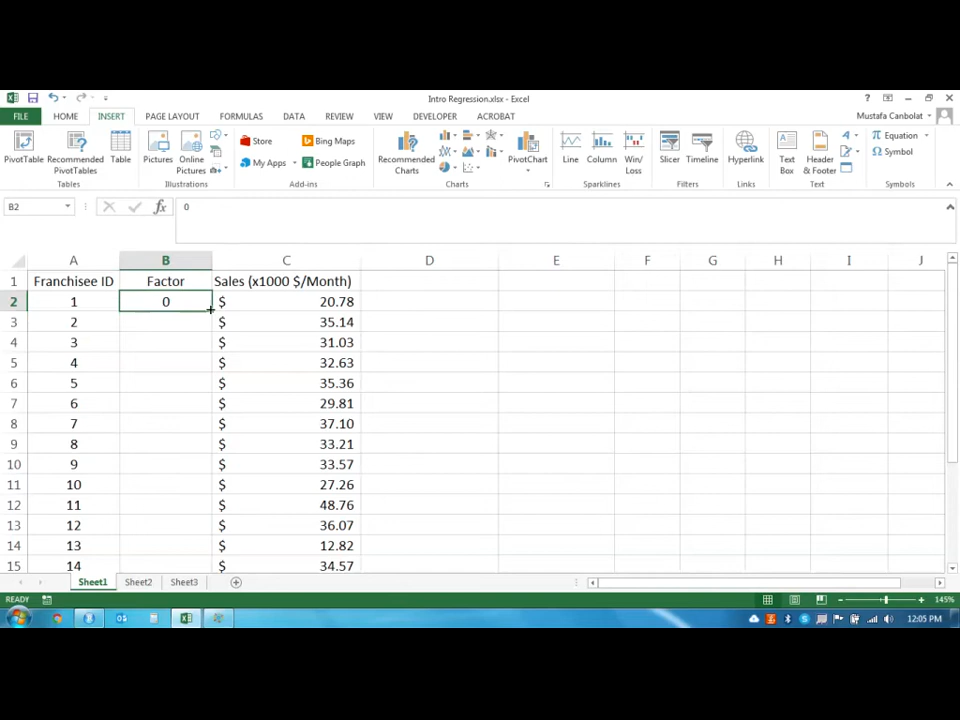 Intro Regression.xlsx - Excel
FILE HOME INSERT PAGE LAYOUT FORMULAS DATA REVIEW VIEW DEVELOPER ACROBAT Mustafa Canbolat
PivotTable Recommended PivotTables Table Pictures Online Pictures Store My Apps Bing Maps People Graph Recommended Charts PivotChart Line Column Win/Loss Slicer Timeline Hyperlink Text Box Header & Footer Equation Symbol
Tables Illustrations Add-ins Charts Sparklines Filters Links Text Symbols
B2 fx 0
A B C D E F G H I J
1 Franchisee ID Factor Sales (x1000 $/Month)
2 1 0 $ 20.78
3 2 $ 35.14
4 3 $ 31.03
5 4 $ 32.63
6 5 $ 35.36
7 6 $ 29.81
8 7 $ 37.10
9 8 $ 33.21
10 9 $ 33.57
11 10 $ 27.26
12 11 $ 48.76
13 12 $ 36.07
14 13 $ 12.82
15 14 $ 34.57
Sheet1 Sheet2 Sheet3
READY 145%
12:05 PM